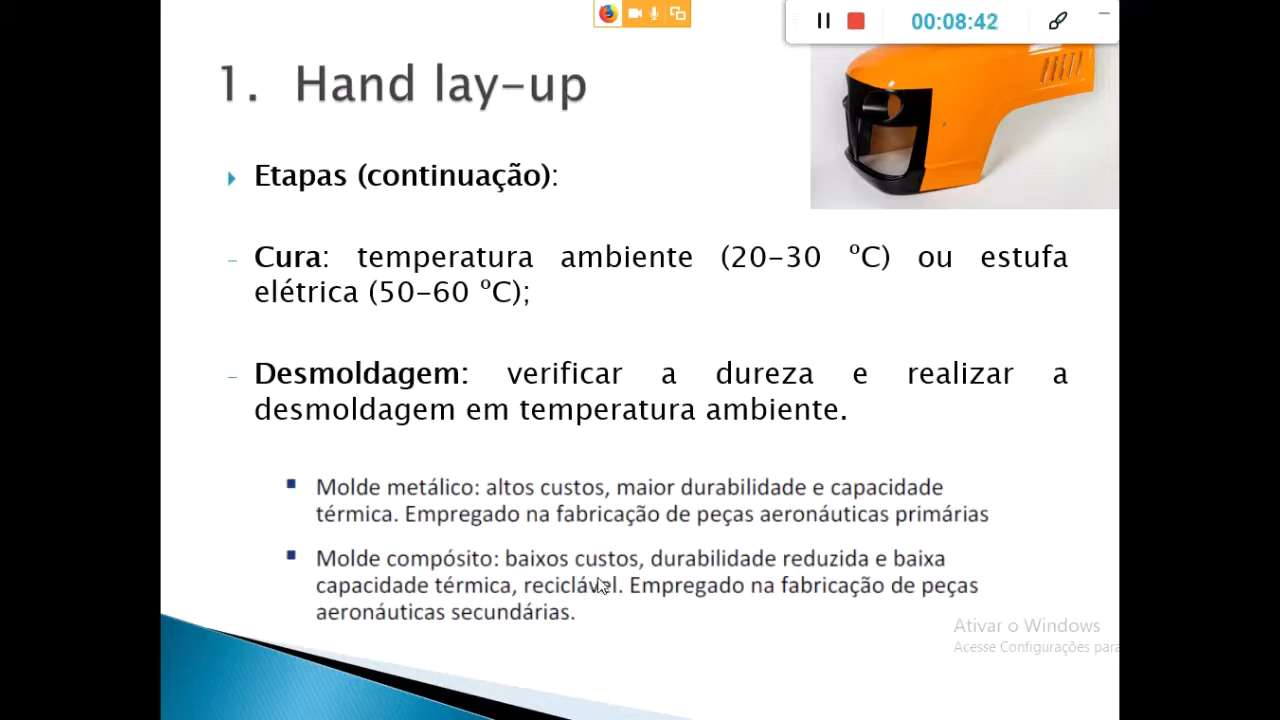 00:08:42
1. Hand lay-up
Etapas (continuação):
- Cura: temperatura ambiente (20-30 ºC) ou estufa
elétrica (50-60 ºC);
- Desmoldagem: verificar a dureza e realizar a
desmoldagem em temperatura ambiente.
Molde metálico: altos custos, maior durabilidade e capacidade
térmica. Empregado na fabricação de peças aeronáuticas primárias
Molde compósito: baixos custos, durabilidade reduzida e baixa
capacidade térmica, reciclável. Empregado na fabricação de peças
aeronáuticas secundárias.
Ativar o Windows
Acesse Configurações para